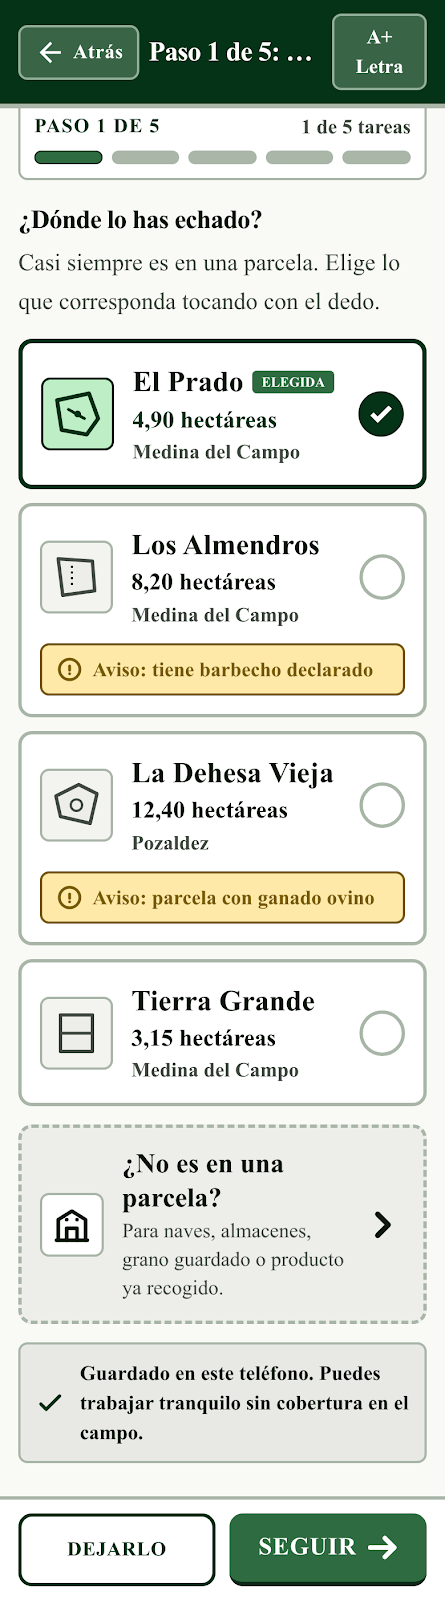 Atrás
Paso 1 de 5: ...
A+
Letra
PASO 1 DE 5
1 de 5 tareas
¿Dónde lo has echado?
Casi siempre es en una parcela. Elige lo
que corresponda tocando con el dedo.
El Prado
ELEGIDA
4,90 hectáreas
Medina del Campo
Los Almendros
8,20 hectáreas
Medina del Campo
Aviso: tiene barbecho declarado
La Dehesa Vieja
12,40 hectáreas
Pozaldez
Aviso: parcela con ganado ovino
Tierra Grande
3,15 hectáreas
Medina del Campo
¿No es en una
parcela?
Para naves, almacenes,
grano guardado o producto
ya recogido.
Guardado en este teléfono. Puedes
trabajar tranquilo sin cobertura en el
campo.
DEJARLO
SEGUIR